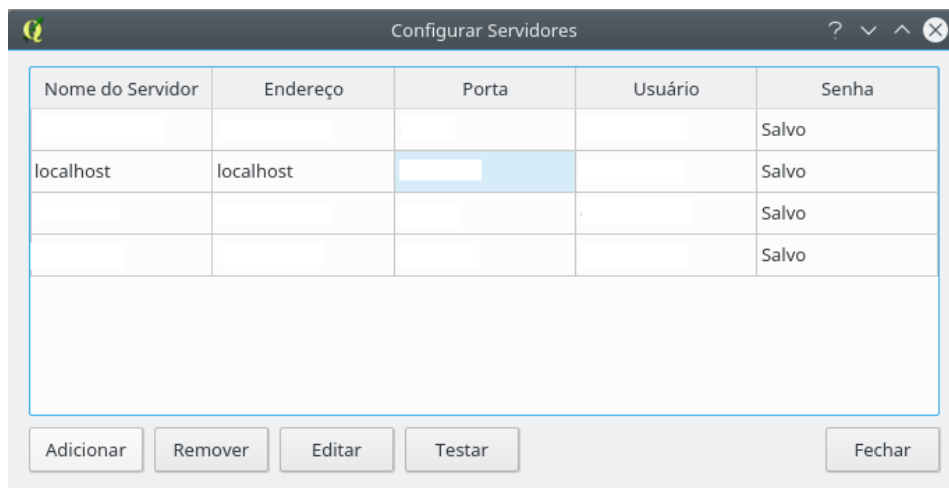 Configurar Servidores
Nome do Servidor Endereço Porta Usuário Senha
Salvo
localhost localhost Salvo
Salvo
Salvo
Adicionar Remover Editar Testar Fechar